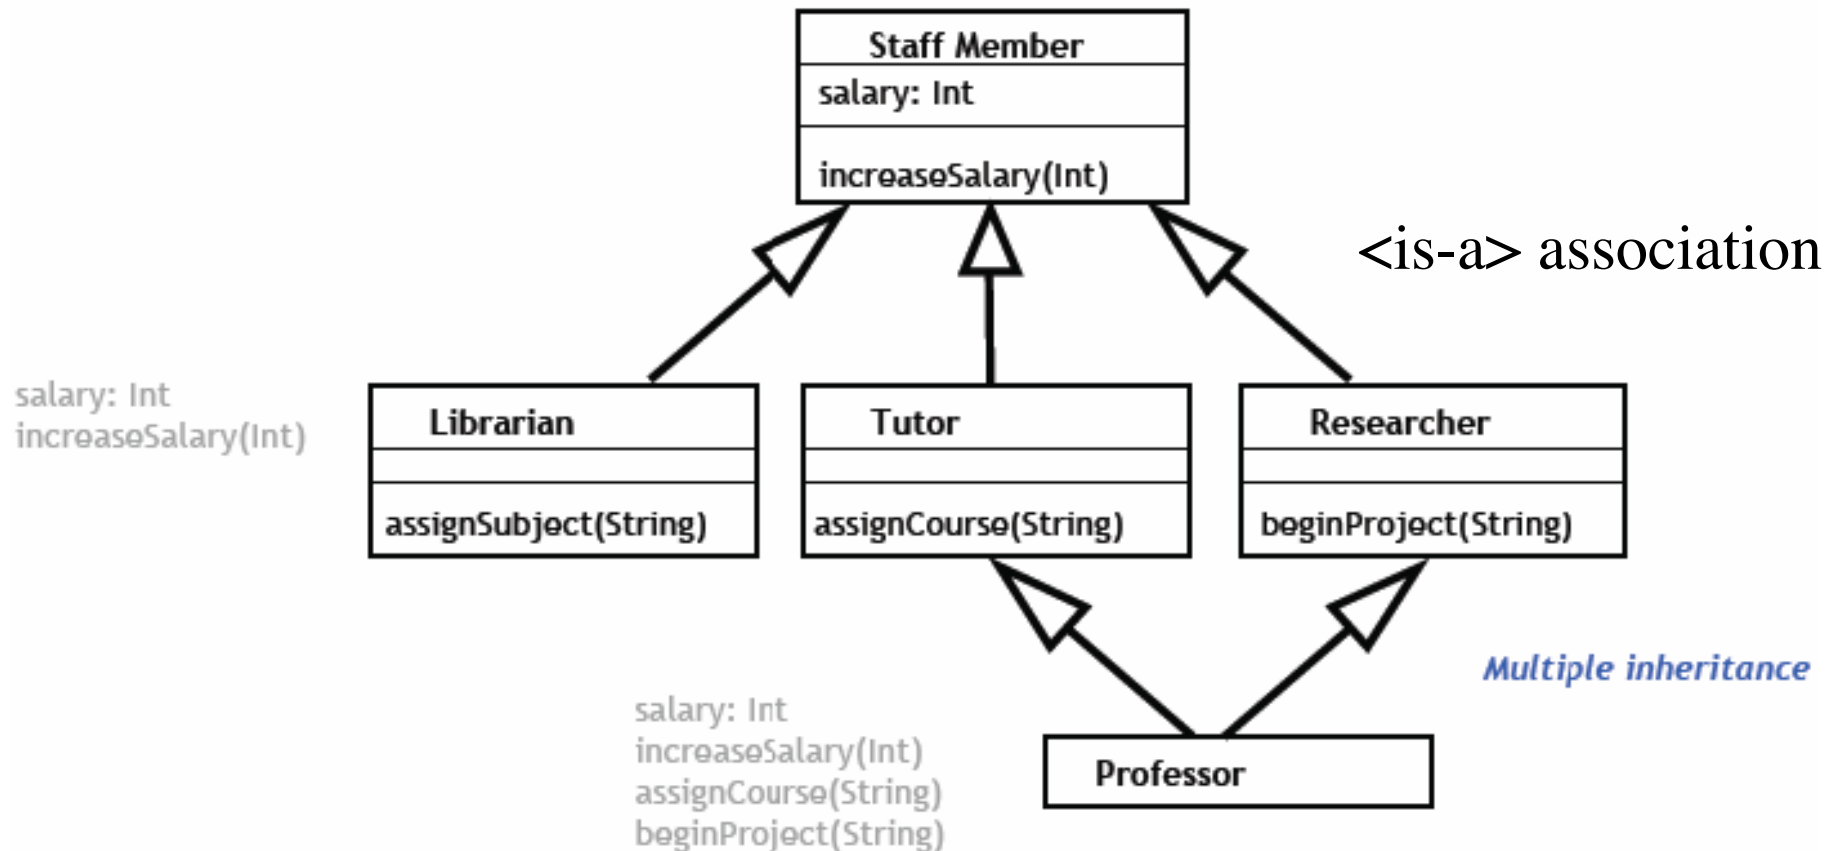 Staff Member
salary: Int
increaseSalary(Int)
<is-a> association
salary: Int
increaseSalary(Int)
Librarian
assignSubject(String)
Tutor
assignCourse(String)
Researcher
beginProject(String)
Multiple inheritance
salary: Int
increaseSalary(Int)
assignCourse(String)
beginProject(String)
Professor